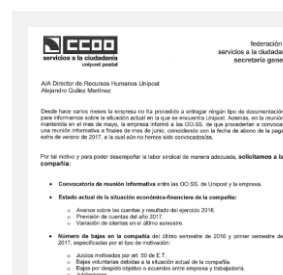 CCOO
servicios a la ciudadanía
unipost postal
federación
servicios a la ciudada
secretaría gene
A/A Director de Recursos Humanos Unipost
Alejandro Gúllez Martínez
Desde hace varios meses la empresa no ha procedido a entregar ningún tipo de documentación
para informarnos sobre la situación actual en la que se encuentra Unipost. Además, en la reunión
mantenida en el mes de mayo, la empresa informó a las OO.SS. de que procederían a convocar
una reunión informativa a finales de mes de junio, coincidendo con la fecha de abono de la paga
extra de verano de 2017, a la cual aún no hemos sido convocados/as.
Por tal motivo y para poder desempeñar la labor sindical de manera adecuada, solicitamos a la
compañía:
• Convocatoria de reunión informativa entre las OO.SS. de Unipost y la empresa.
• Estado actual de la situación económica-financiera de la compañía:
o Avance sobre las cuentas y resultado del ejercicio 2016.
o Previsión de cuentas del año 2017.
o Variación de clientes en el último semestre.
• Número de bajas en la compañía del último semestre de 2016 y primer semestre de
2017, especificadas por el tipo de motivación:
o Juicios motivados por art. 50 de E.T.
o Bajas voluntarias debidas a la situación actual de la compañía.
o Bajas por despido objetivo o acuerdos entre empresa y trabajador/a.
o Jubilaciones